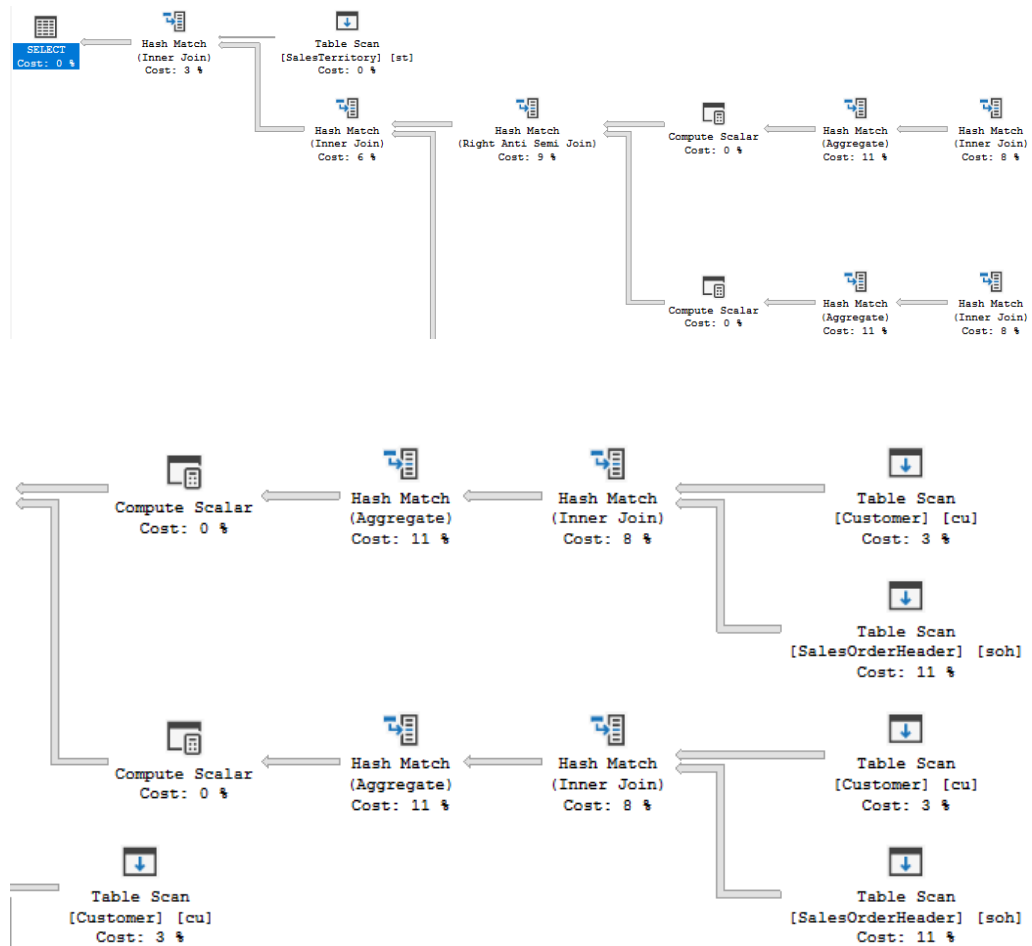 SELECT
Cost: 0 %
Hash Match
(Inner Join)
Cost: 3 %
Table Scan
[SalesTerritory] [st]
Cost: 0 %
Hash Match
(Inner Join)
Cost: 6 %
Hash Match
(Right Anti Semi Join)
Cost: 9 %
Compute Scalar
Cost: 0 %
Hash Match
(Aggregate)
Cost: 11 %
Hash Match
(Inner Join)
Cost: 8 %
Compute Scalar
Cost: 0 %
Hash Match
(Aggregate)
Cost: 11 %
Hash Match
(Inner Join)
Cost: 8 %
Compute Scalar
Cost: 0 %
Hash Match
(Aggregate)
Cost: 11 %
Hash Match
(Inner Join)
Cost: 8 %
Table Scan
[Customer] [cu]
Cost: 3 %
Table Scan
[SalesOrderHeader] [soh]
Cost: 11 %
Compute Scalar
Cost: 0 %
Hash Match
(Aggregate)
Cost: 11 %
Hash Match
(Inner Join)
Cost: 8 %
Table Scan
[Customer] [cu]
Cost: 3 %
Table Scan
[Customer] [cu]
Cost: 3 %
Table Scan
[SalesOrderHeader] [soh]
Cost: 11 %